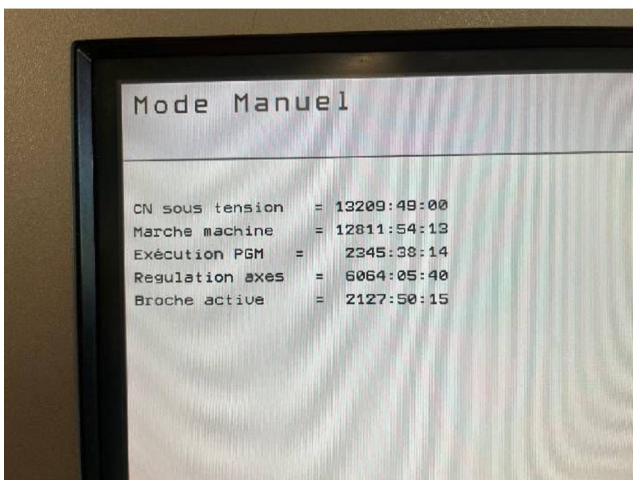 Mode Manuel
CN sous tension = 13209:49:00
Marche machine = 12811:54:13
Exécution PGM = 2345:38:14
Regulation axes = 6064:05:40
Broche active = 2127:50:15